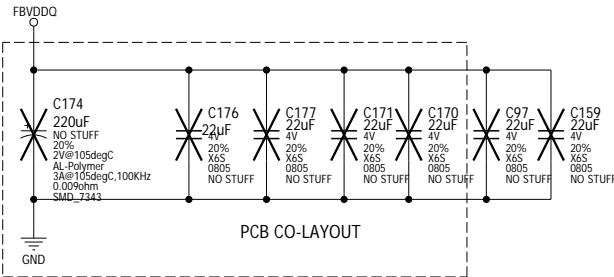 FBVDDQ
C174
220uF
NO STUFF
20%
2V@105degC
AL-Polymer
3A@105degC,100KHz
0.009ohm
SMD_7343
C176
22uF
4V
20%
X6S
0805
NO STUFF
C177
22uF
4V
20%
X6S
0805
NO STUFF
C171
22uF
4V
20%
X6S
0805
NO STUFF
C170
22uF
4V
20%
X6S
0805
NO STUFF
C97
22uF
4V
20%
X6S
0805
NO STUFF
C159
22uF
4V
20%
X6S
0805
NO STUFF
PCB CO-LAYOUT
GND